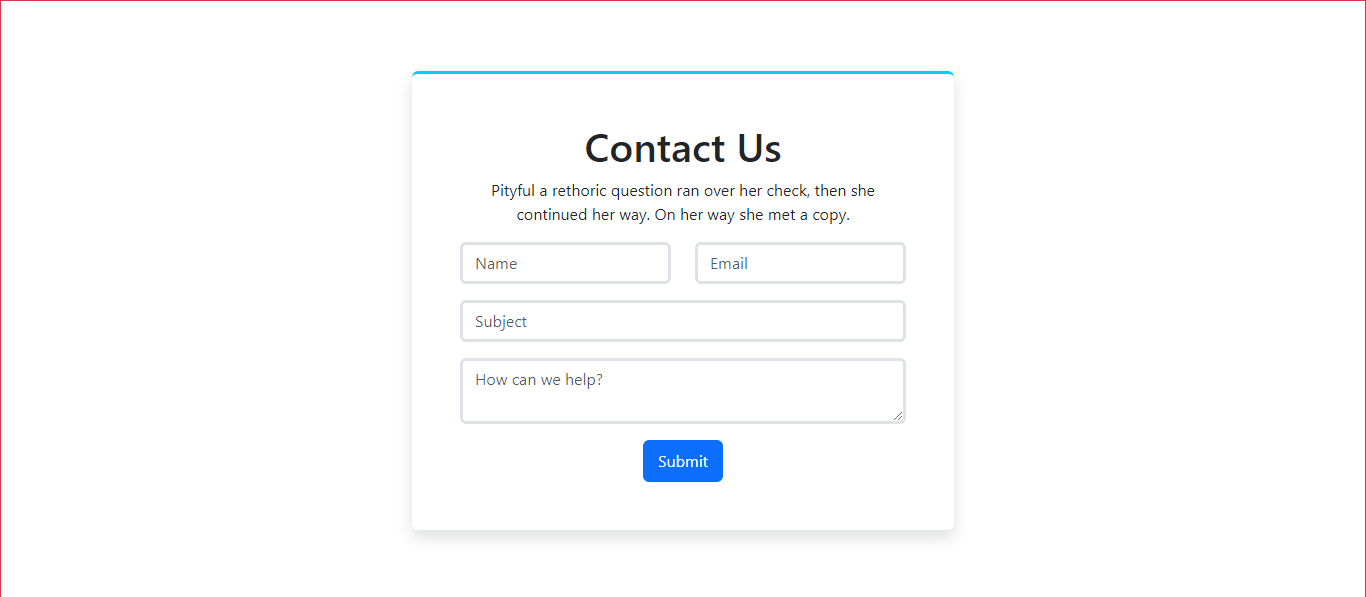 Contact Us
Pityful a rethoric question ran over her check, then she
continued her way. On her way she met a copy.
Name
Email
Subject
How can we help?
Submit